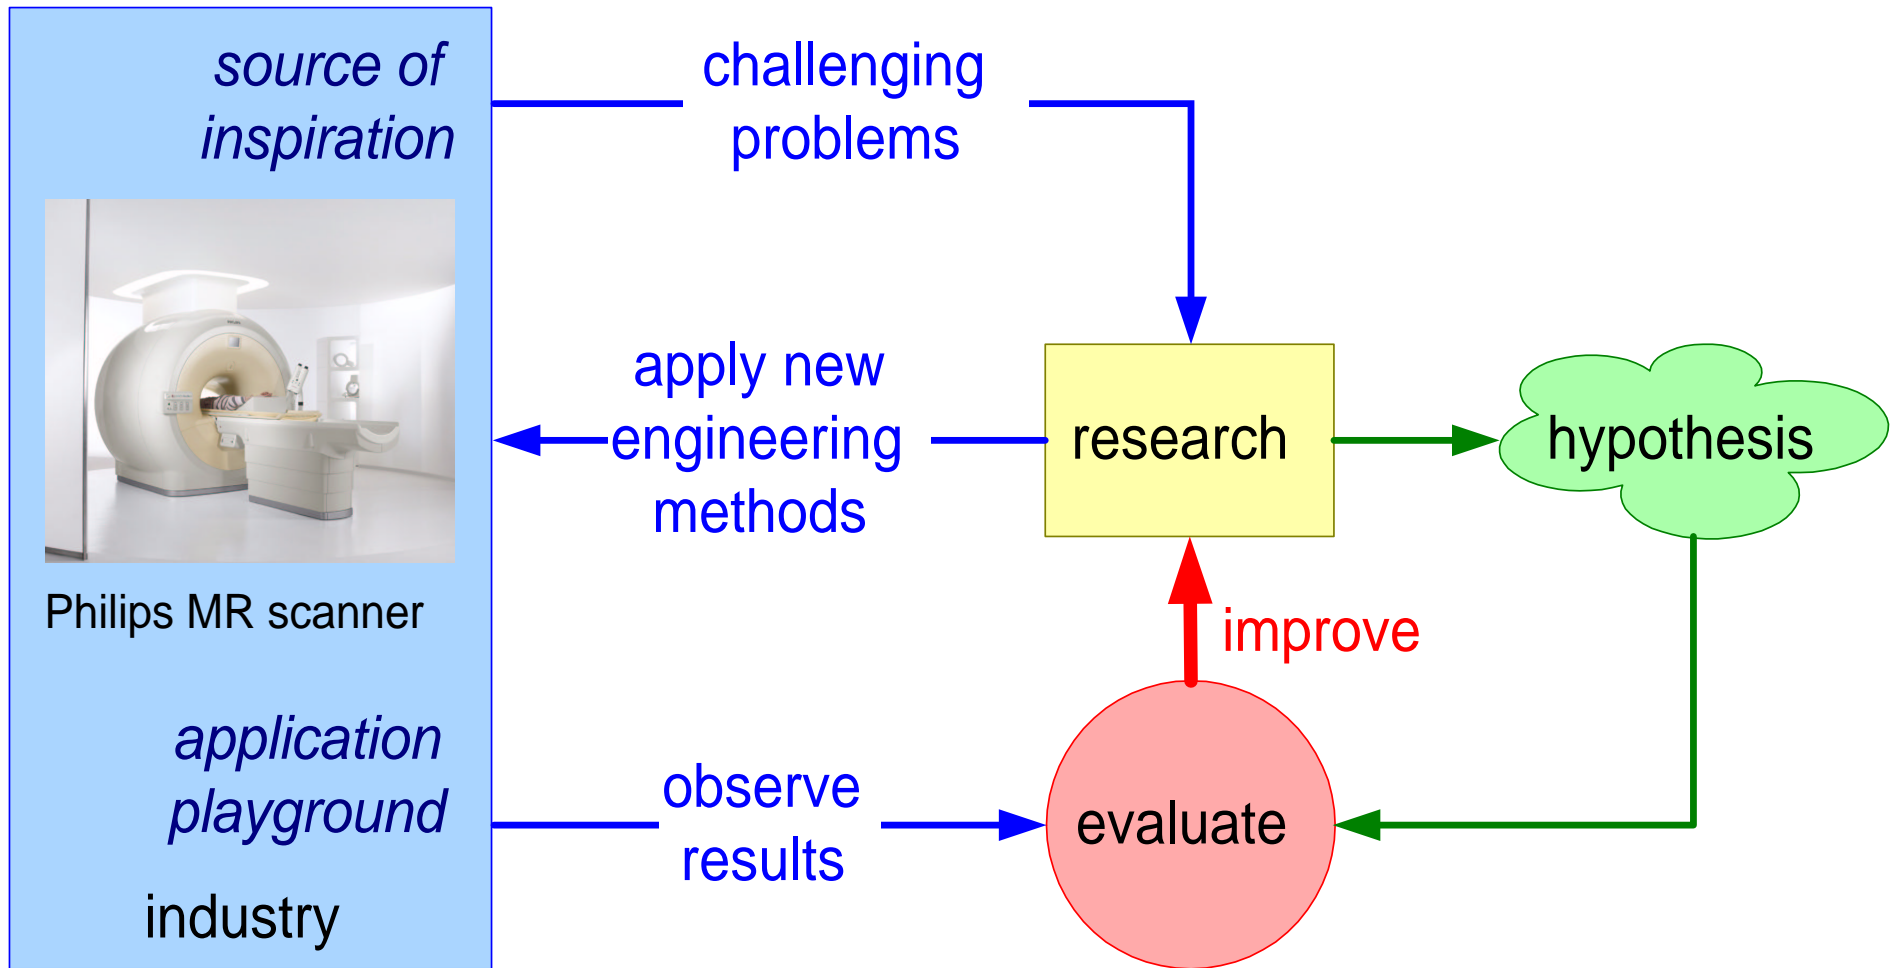 source of
inspiration
Philips MR scanner
application
playground
industry
challenging
problems
apply new
engineering
methods
observe
results
research
hypothesis
improve
evaluate